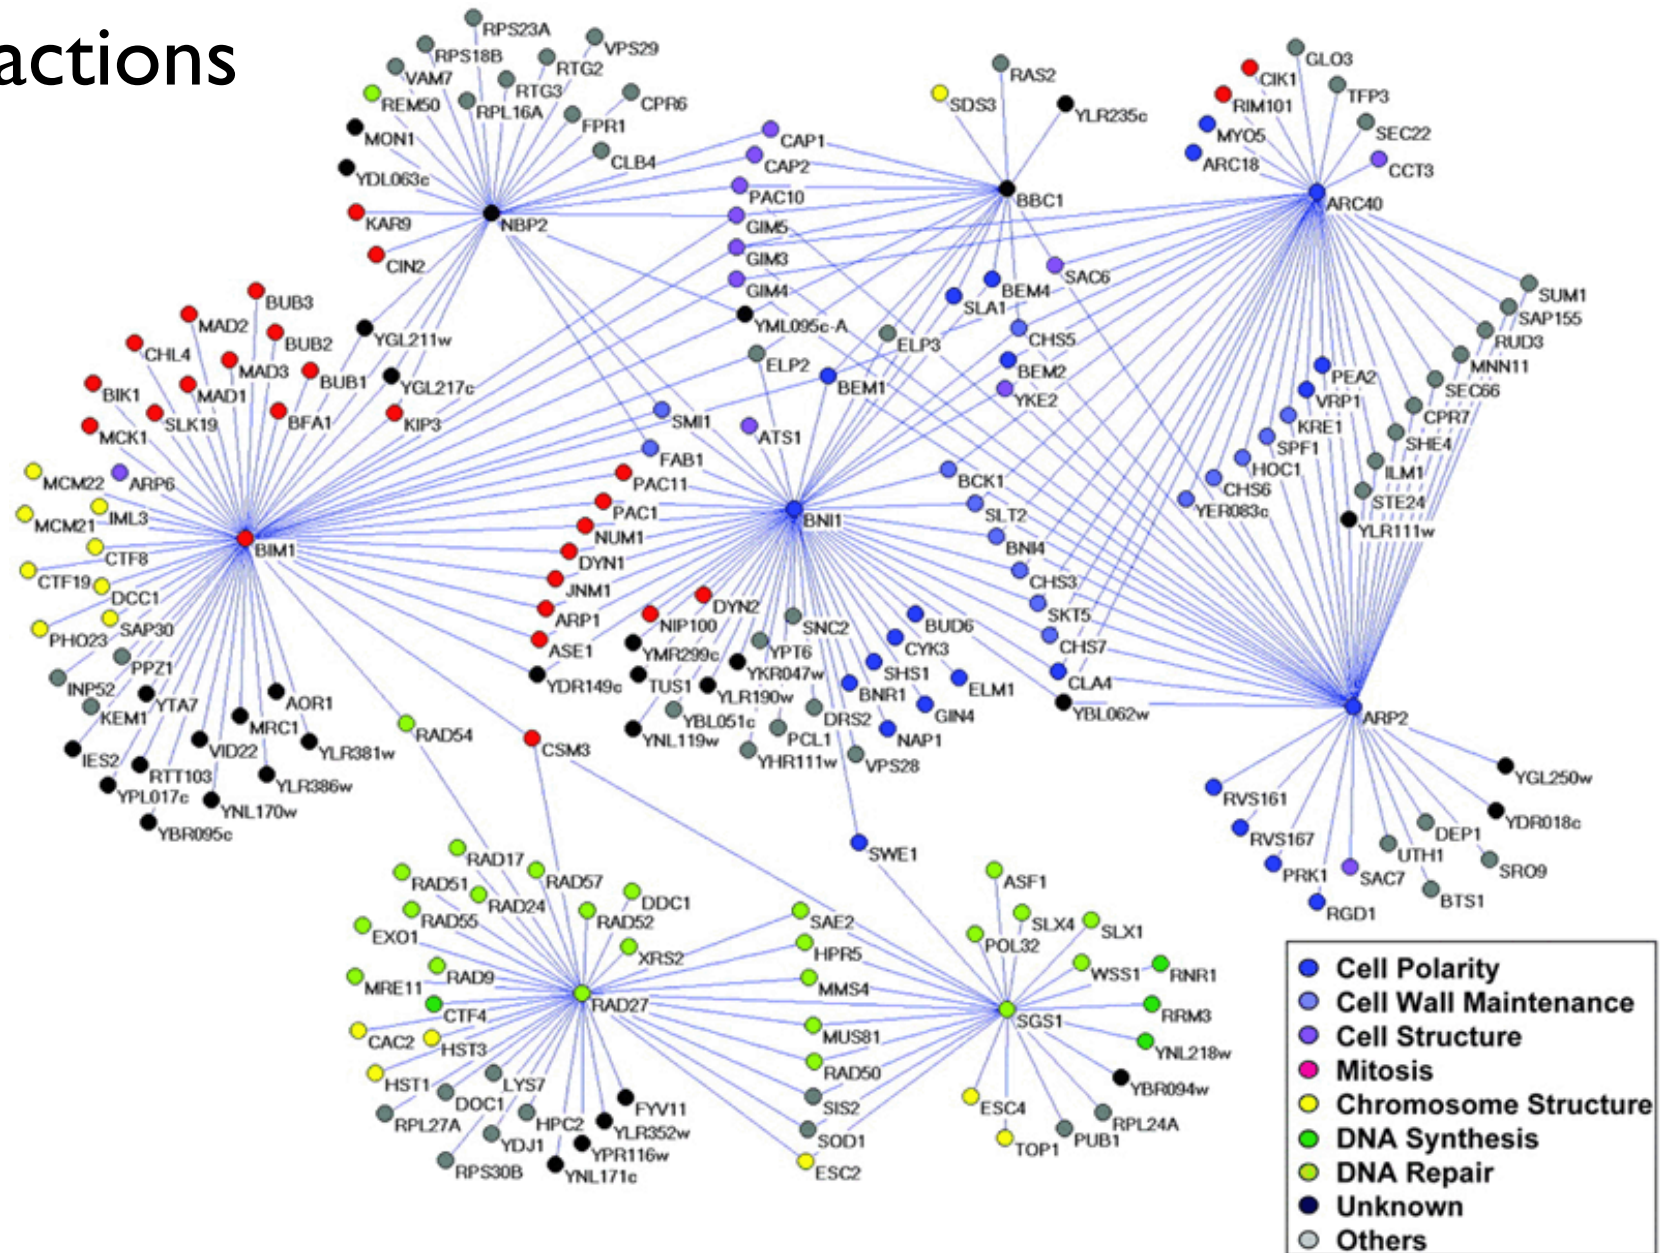 actions
RPS23A
RPS18B
VPS29
RTG2
VAM7
RTG3
REM50
RPL16A
CPR6
FPR1
MON1
CLB4
YDL063c
KAR9
NBP2
CIN2
CAP1
CAP2
PAC10
GIM5
GIM3
GIM4
YML095c-A
RAS2
SDS3
YLR235c
BBC1
SAC6
BEM4
SLA1
CHS5
ELP3
BEM2
YKE2
ELP2
BEM1
GLO3
CIK1
TFP3
RIM101
SEC22
MYO5
ARC18
CCT3
ARC40
SUM1
SAP155
RUD3
MNN11
SEC66
CPR7
SHE4
ILM1
STE24
YLR111w
PEA2
VRP1
KRE1
SPF1
HOC1
CHS6
YER083c
BUB3
MAD2
BUB2
CHL4
MAD3
BUB1
BIK1
MAD1
SLK19
BFA1
MCK1
YGL211w
YGL217c
KIP3
MCM22
ARP6
MCM21
IML3
CTF8
CTF19
DCC1
PHO23
SAP30
BIM1
PPZ1
INP52
KEM1
YTA7
AOR1
MRC1
IES2
VID22
YLR381w
RTT103
YPL017c
YLR386w
YNL170w
YBR095c
SMI1
ATS1
FAB1
PAC11
PAC1
NUM1
DYN1
JNM1
ARP1
ASE1
YDR149c
BNI1
BCK1
SLT2
BNI4
CHS3
SKT5
CHS7
CLA4
YBL062w
DYN2
NIP100
SNC2
YMR299c
YPT6
YKR047w
TUS1
YLR190w
YBL051c
YNL119w
DRS2
PCL1
YHR111w
VPS28
BUD6
CYK3
SHS1
BNR1
ELM1
GIN4
NAP1
RAD54
CSM3
SWE1
ARP2
YGL250w
RVS161
YDR018c
RVS167
DEP1
UTH1
PRK1
SAC7
SRO9
BTS1
RGD1
RAD17
RAD51
RAD57
RAD24
DDC1
RAD55
RAD52
EXO1
XRS2
RAD9
MRE11
RAD27
CTF4
CAC2
HST3
HST1
LYS7
DOC1
FYV11
RPL27A
HPC2
YLR352w
YDJ1
YPR116w
RPS30B
YNL171c
SAE2
HPR5
MMS4
MUS81
RAD50
SIS2
SOD1
ESC2
ASF1
SLX4
SLX1
POL32
WSS1
RNR1
SGS1
RRM3
YNL218w
YBR094w
ESC4
RPL24A
PUB1
TOP1
Cell Polarity
Cell Wall Maintenance
Cell Structure
Mitosis
Chromosome Structure
DNA Synthesis
DNA Repair
Unknown
Others